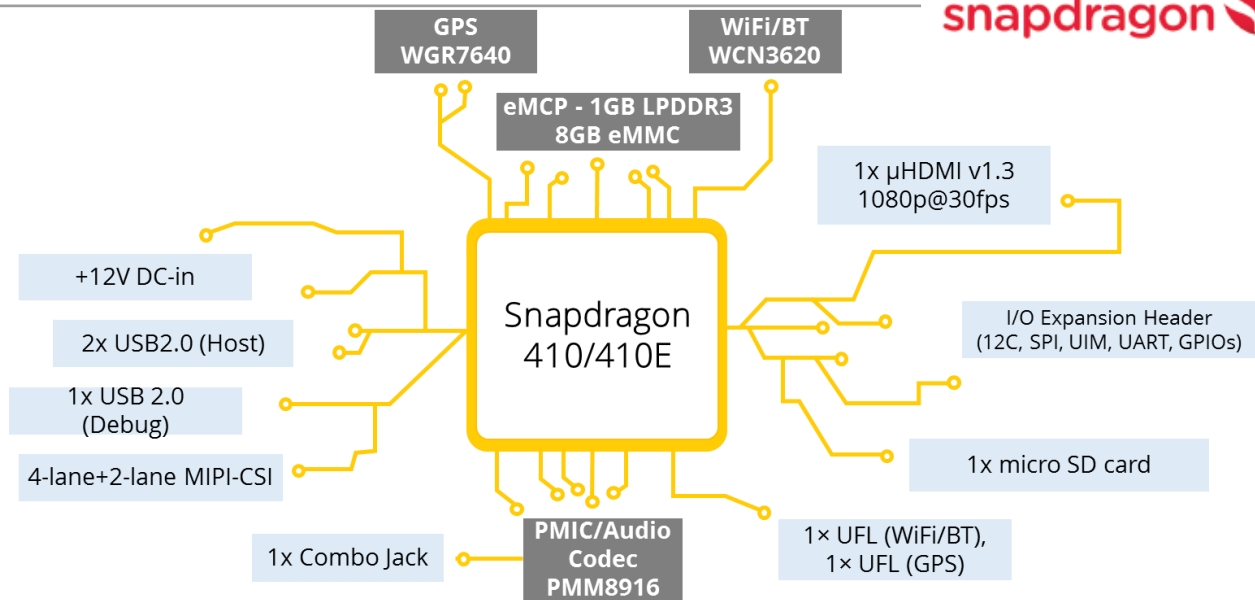 snapdragon
GPS
WGR7640
WiFi/BT
WCN3620
eMCP - 1GB LPDDR3
8GB eMMC
1x µHDMI v1.3
1080p@30fps
+12V DC-in
Snapdragon
410/410E
I/O Expansion Header
(12C, SPI, UIM, UART, GPIOs)
2x USB2.0 (Host)
1x USB 2.0
(Debug)
4-lane+2-lane MIPI-CSI
1x micro SD card
1x Combo Jack
PMIC/Audio
Codec
PMM8916
1× UFL (WiFi/BT),
1× UFL (GPS)